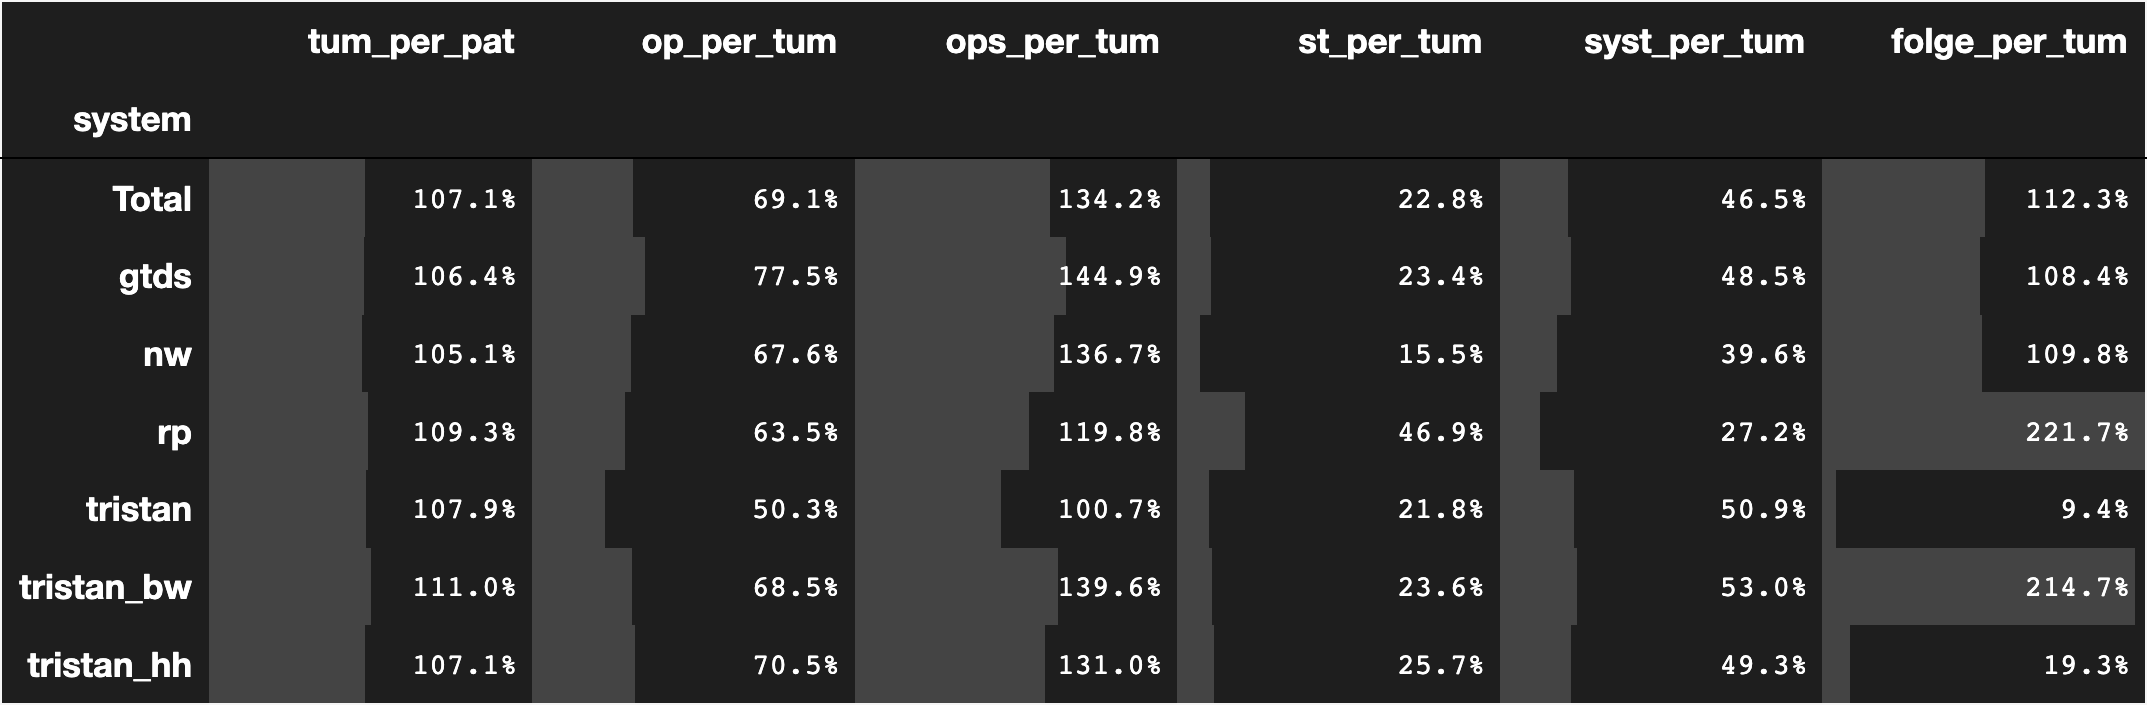 tum_per_pat op_per_tum ops_per_tum st_per_tum syst_per_tum folge_per_tum
system
Total 107.1% 69.1% 134.2% 22.8% 46.5% 112.3%
gtds 106.4% 77.5% 144.9% 23.4% 48.5% 108.4%
nw 105.1% 67.6% 136.7% 15.5% 39.6% 109.8%
rp 109.3% 63.5% 119.8% 46.9% 27.2% 221.7%
tristan 107.9% 50.3% 100.7% 21.8% 50.9% 9.4%
tristan_bw 111.0% 68.5% 139.6% 23.6% 53.0% 214.7%
tristan_hh 107.1% 70.5% 131.0% 25.7% 49.3% 19.3%